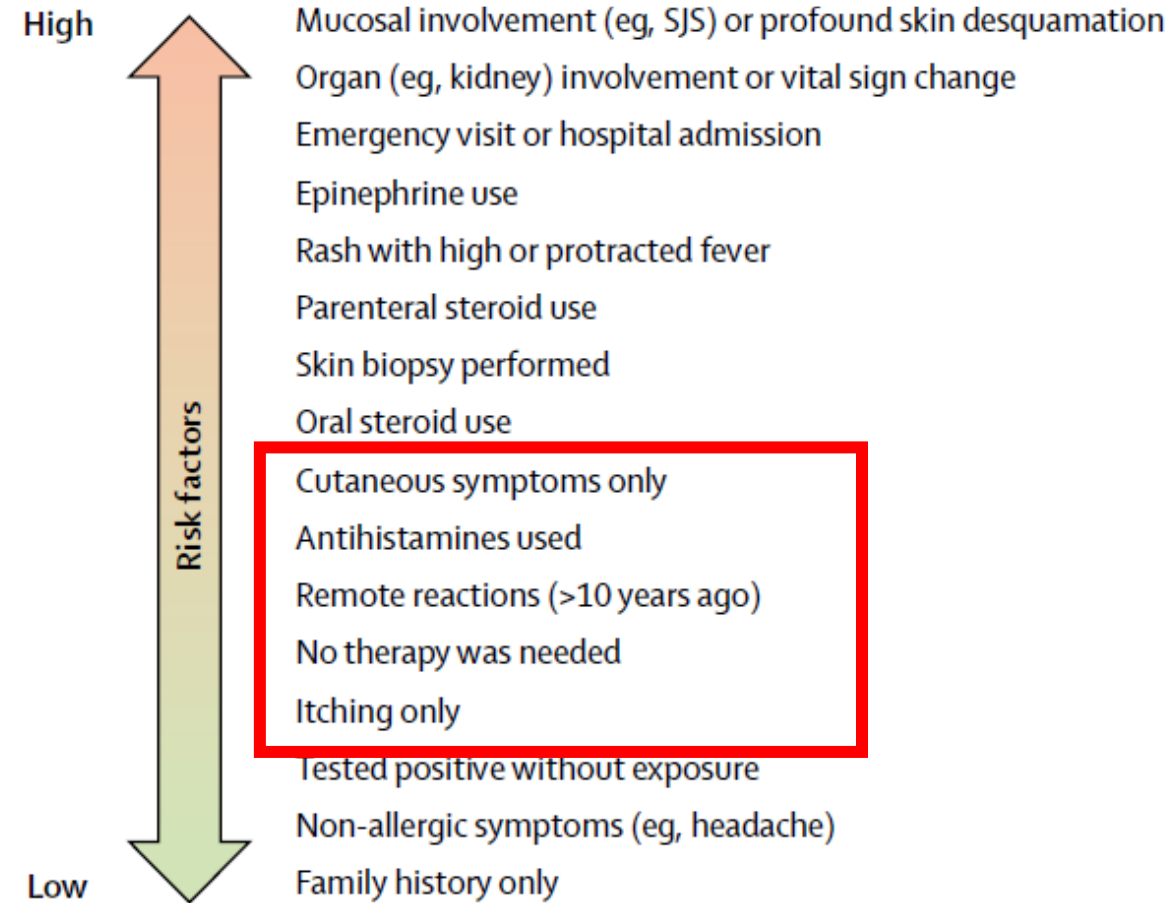 High
Mucosal involvement (eg, SJS) or profound skin desquamation
Organ (eg, kidney) involvement or vital sign change
Emergency visit or hospital admission
Epinephrine use
Rash with high or protracted fever
Parenteral steroid use
Skin biopsy performed
Oral steroid use
Risk factors
Cutaneous symptoms only
Antihistamines used
Remote reactions (>10 years ago)
No therapy was needed
Itching only
Tested positive without exposure
Non-allergic symptoms (eg, headache)
Low
Family history only